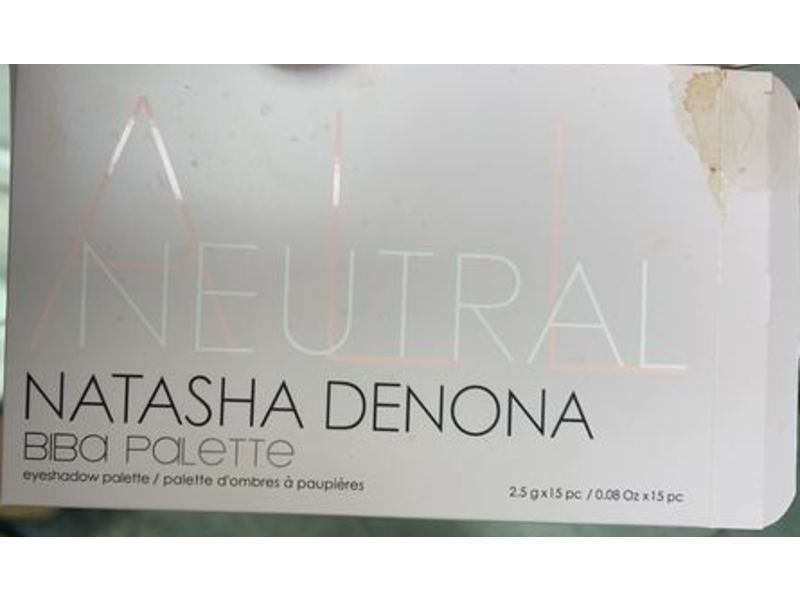 ALL
NEUTRAL
NATASHA DENONA
BIBa PaLeTTe
eyeshadow palette / palette d'ombres à paupières
2.5 g x 15 pc / 0.08 Oz x 15 pc